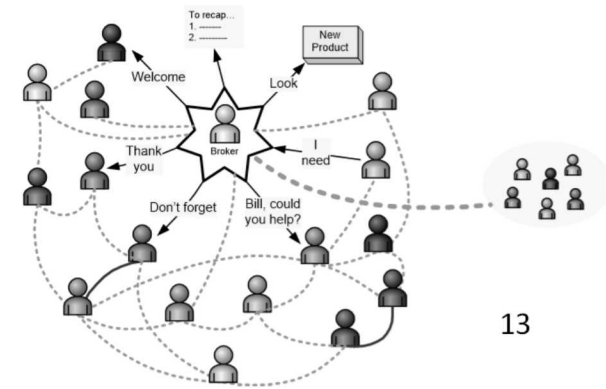 To recap...
1. --------
2. ----------
New
Product
Welcome
Look
Broker
Thank
you
I
need
Don't forget
Bill, could
you help?
13